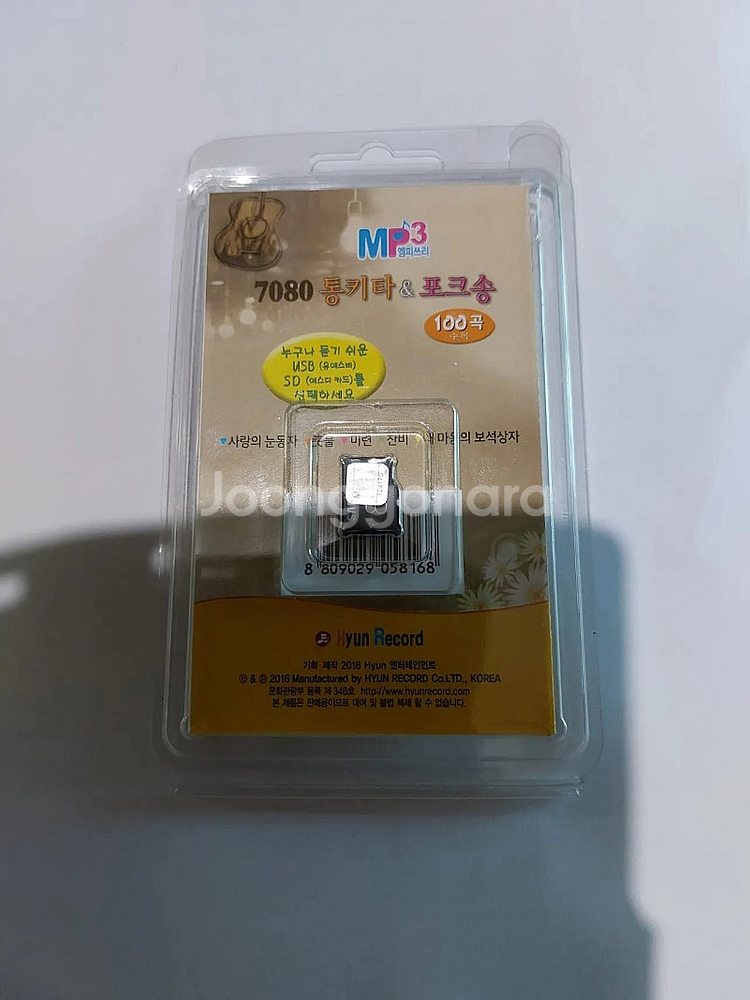 MP3
엠피쓰리
7080 통키타 & 포크송
100곡
수록
누구나 듣기 쉬운
USB (유에스비)
SD (에스디 카드)를
선택하세요
♥사랑의 눈동자 ♥촛불 ♥미련 잔비 ♥내 마음의 보석상자
Joonggonara
8 809029 058168
Hyun Record
기획·제작 2016 Hyun 엔터테인먼트
© & ℗ 2016 Manufactured by HYUN RECORD Co.LTD., KOREA
문화관광부 등록 제 346호 http://www.hyunrecord.com
본 제품은 판매용이므로 대여 및 불법 복제 할 수 없습니다.